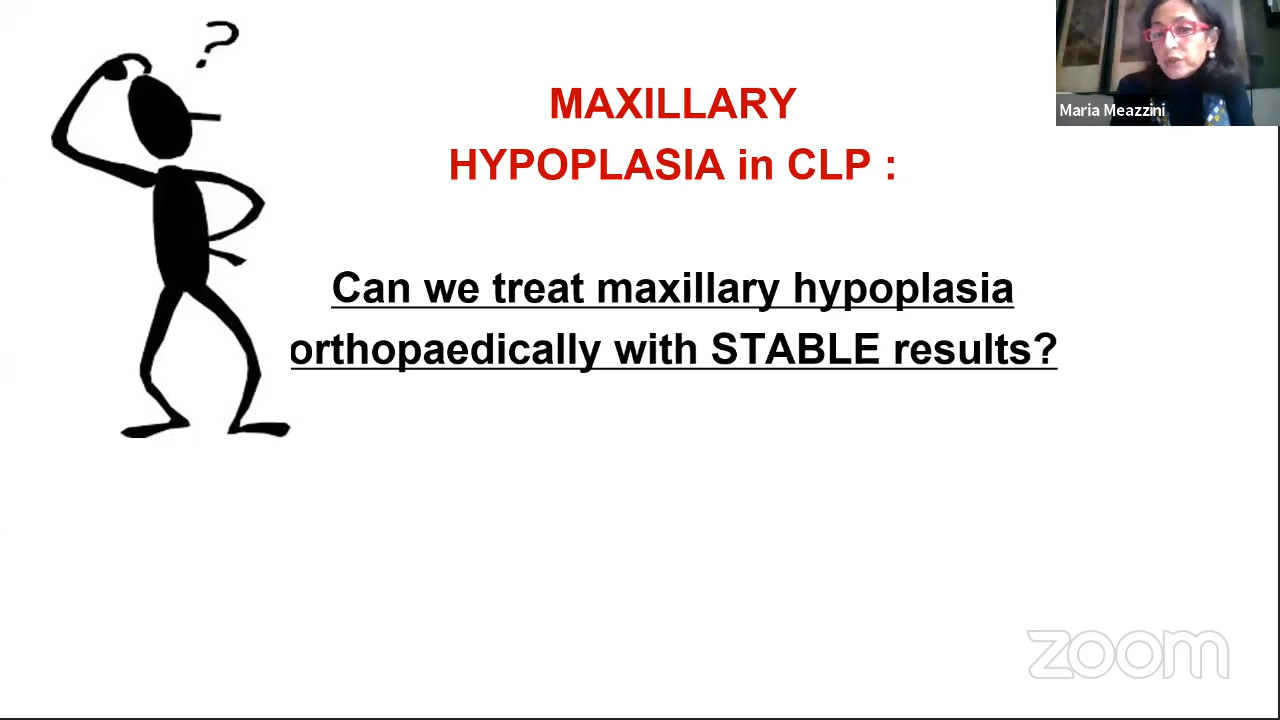 ?
MAXILLARY
HYPOPLASIA in CLP :
Can we treat maxillary hypoplasia
orthopaedically with STABLE results?
Maria Meazzini
zoom